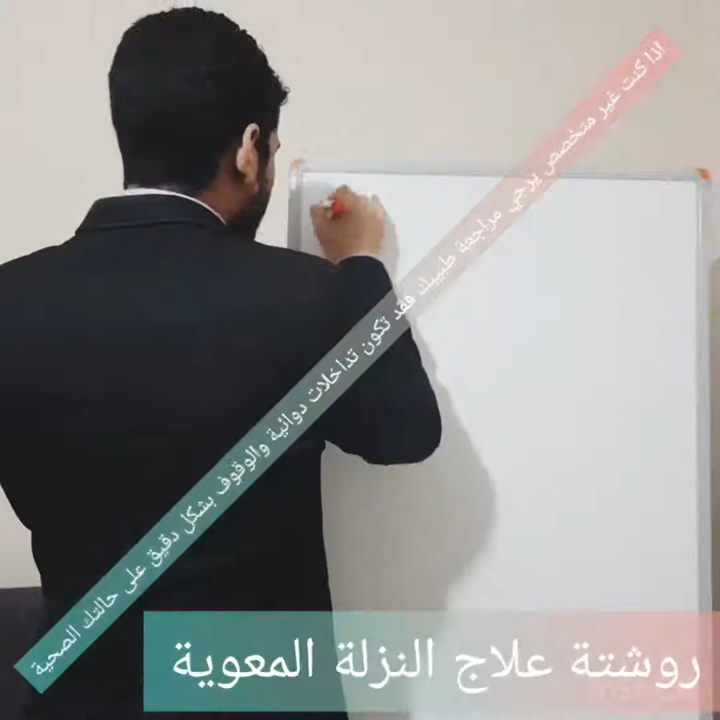 اذا كنت غير متخصص يرجي مراجعة طبيبك فقد تكون تداخلات دوائية والوقوف بشكل دقيق على حالتك الصحية
روشتة علاج النزلة المعوية